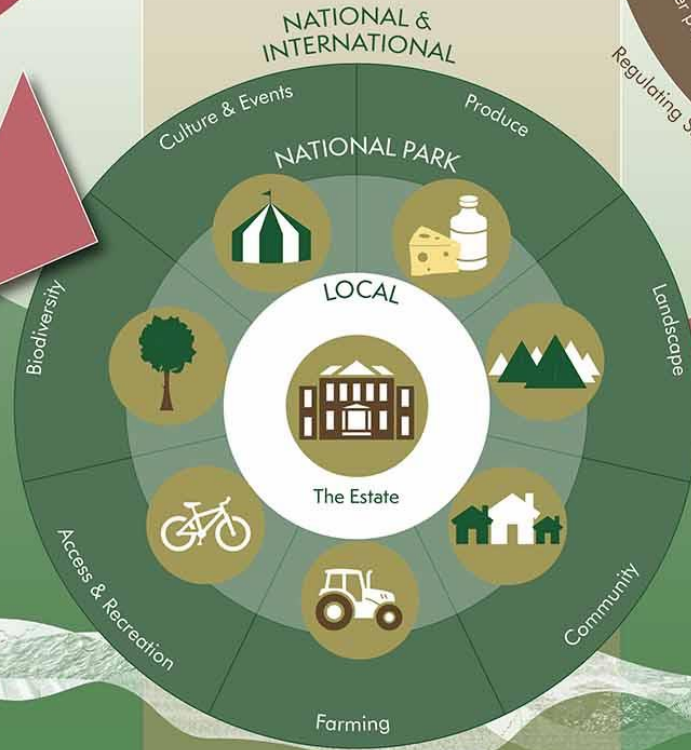 NATIONAL &
INTERNATIONAL
Culture & Events
Produce
NATIONAL PARK
Regulating
LOCAL
Biodiversity
Landscape
The Estate
Access & Recreation
Community
Farming